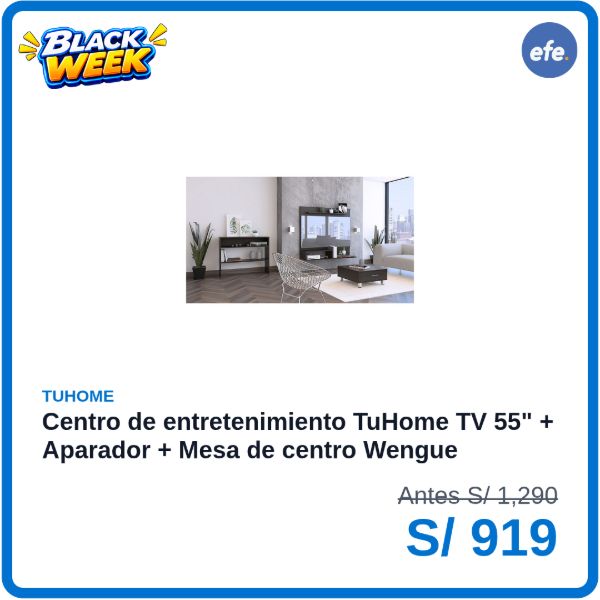 BLACK
WEEK
efe.
TUHOME
Centro de entretenimiento TuHome TV 55" +
Aparador + Mesa de centro Wengue
Antes S/ 1,290
S/ 919